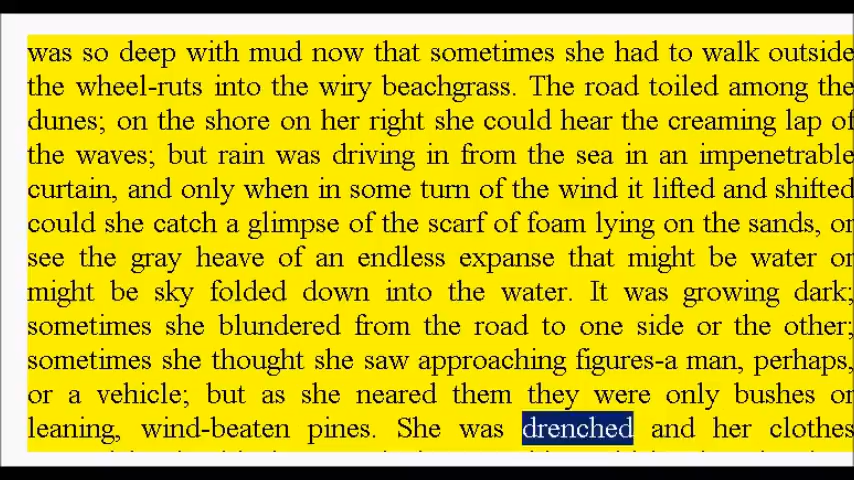 was so deep with mud now that sometimes she had to walk outside
the wheel-ruts into the wiry beachgrass. The road toiled among the
dunes; on the shore on her right she could hear the creaming lap of
the waves; but rain was driving in from the sea in an impenetrable
curtain, and only when in some turn of the wind it lifted and shifted
could she catch a glimpse of the scarf of foam lying on the sands, or
see the gray heave of an endless expanse that might be water or
might be sky folded down into the water. It was growing dark;
sometimes she blundered from the road to one side or the other;
sometimes she thought she saw approaching figures-a man, perhaps,
or a vehicle; but as she neared them they were only bushes or
leaning, wind-beaten pines. She was drenched and her clothes